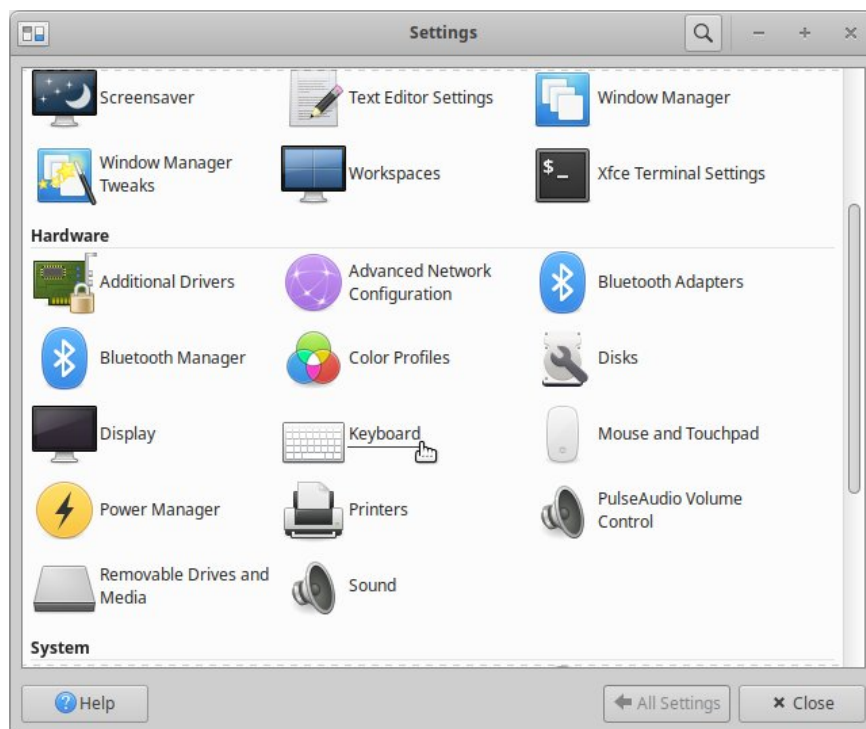 Settings
Screensaver
Text Editor Settings
Window Manager
Window Manager
Tweaks
Workspaces
$_
Xfce Terminal Settings
Hardware
Additional Drivers
Advanced Network
Configuration
Bluetooth Adapters
Bluetooth Manager
Color Profiles
Disks
Display
Keyboard
Mouse and Touchpad
Power Manager
Printers
PulseAudio Volume
Control
Removable Drives and
Media
Sound
System
? Help
All Settings
Close